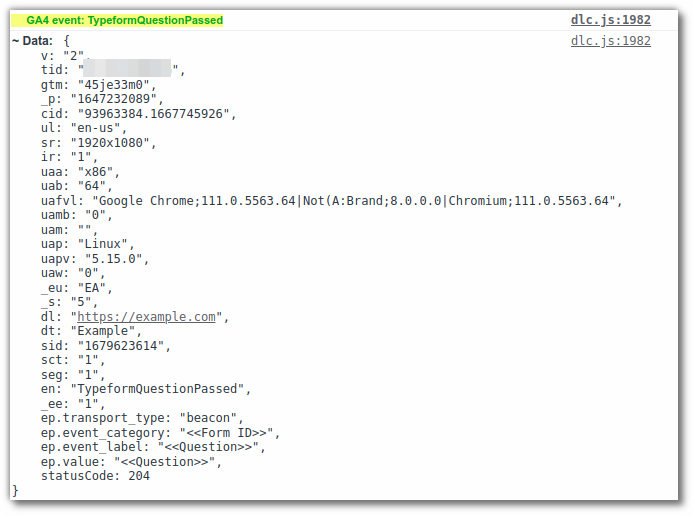 GA4 event: TypeformQuestionPassed dlc.js:1982
~ Data: { dlc.js:1982
v: "2",
tid: "",
gtm: "45je33m0",
_p: "1647232089",
cid: "93963384.1667745926",
ul: "en-us",
sr: "1920x1080",
ir: "1",
uaa: "x86",
uab: "64",
uafvl: "Google Chrome;111.0.5563.64|Not(A:Brand;8.0.0.0|Chromium;111.0.5563.64",
uamb: "0",
uam: "",
uap: "Linux",
uapv: "5.15.0",
uaw: "0",
_eu: "EA",
_s: "5",
dl: "https://example.com",
dt: "Example",
sid: "1679623614",
sct: "1",
seg: "1",
en: "TypeformQuestionPassed",
_ee: "1",
ep.transport_type: "beacon",
ep.event_category: "<<Form ID>>",
ep.event_label: "<<Question>>",
ep.value: "<<Question>>",
statusCode: 204
}